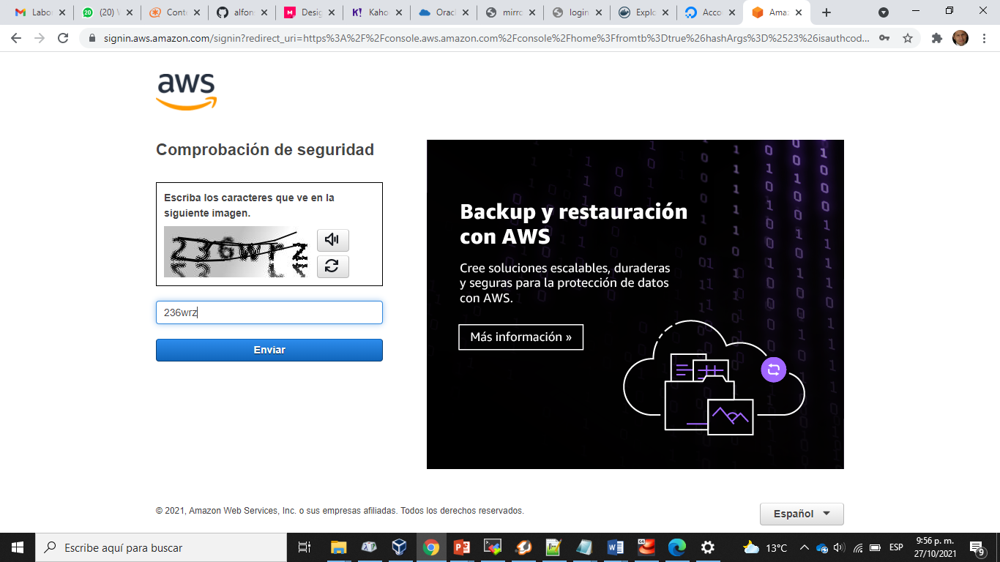 Labor
(20) V
Conte
alfon
Desig
Kaho
Oracl
mirro
login
Explo
Acco
Amaz
signin.aws.amazon.com/signin?redirect_uri=https%3A%2F%2Fconsole.aws.amazon.com%2Fconsole%2Fhome%3Ffromtb%3Dtrue%26hashArgs%3D%2523%26isauthcod...
aws
Comprobación de seguridad
Escriba los caracteres que ve en la
siguiente imagen.
236wrz
236wrz
Enviar
Backup y restauración
con AWS
Cree soluciones escalables, duraderas
y seguras para la protección de datos
con AWS.
Más información »
© 2021, Amazon Web Services, Inc. o sus empresas afiliadas. Todos los derechos reservados.
Español
Escribe aquí para buscar
13°C
ESP
9:56 p. m.
27/10/2021
9